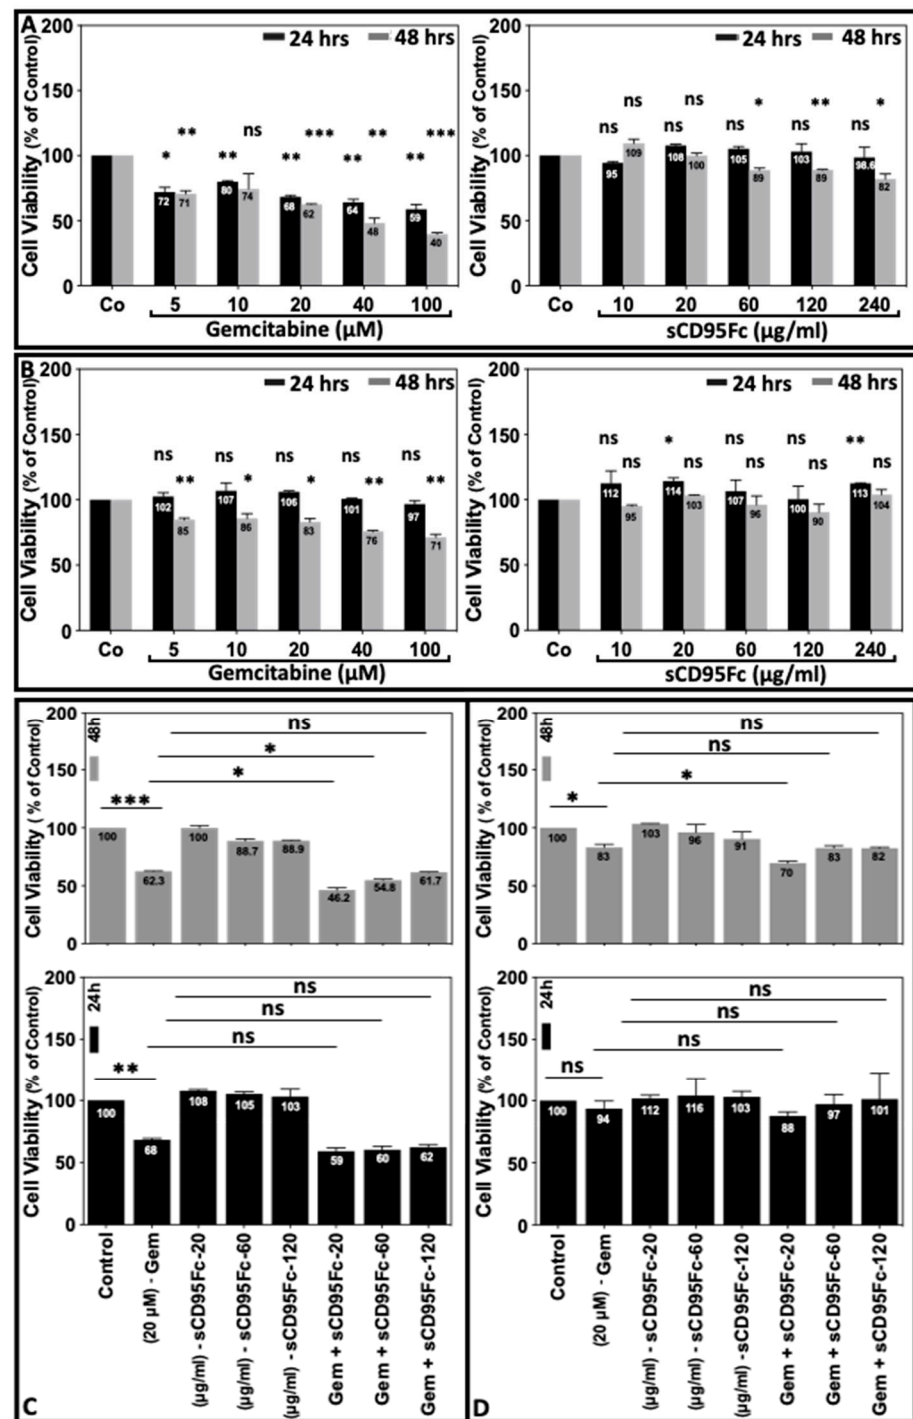 A
Cell Viability (% of Control)
200
150
100
50
0
24 hrs 48 hrs
* ** ** ns ** *** ** ** ** ***
72 71 80 74 68 62 64 48 59 40
Co 5 10 20 40 100
Gemcitabine (μM)
200
150
100
50
0
Cell Viability (% of Control)
24 hrs 48 hrs
ns ns ns ns ns * ns ** ns *
95 109 108 100 105 89 103 89 98.6 82
Co 10 20 60 120 240
sCD95Fc (μg/ml)
B
Cell Viability (% of Control)
200
150
100
50
0
24 hrs 48 hrs
ns ** ns * ns * ns ** ns **
102 85 107 86 106 83 101 76 97 71
Co 5 10 20 40 100
Gemcitabine (μM)
200
150
100
50
0
Cell Viability (% of Control)
24 hrs 48 hrs
ns ns * ns ns ns ns ns ** ns
112 95 114 103 107 96 100 90 113 104
Co 10 20 60 120 240
sCD95Fc (μg/ml)
Cell Viability ( % of Control)
200
150
100
50
0
48h
ns
*
*
***
100 62.3 100 88.7 88.9 46.2 54.8 61.7
Cell Viability (% of Control)
200
150
100
50
0
24h
ns
ns
ns
**
100 68 108 105 103 59 60 62
Control
(20 μM) - Gem
(μg/ml) - sCD95Fc-20
(μg/ml) - sCD95Fc-60
(μg/ml) - sCD95Fc-120
Gem + sCD95Fc-20
Gem + sCD95Fc-60
Gem + sCD95Fc-120
C
Cell Viability ( % of Control)
200
150
100
50
0
48h
ns
ns
*
*
100 83 103 96 91 70 83 82
Cell Viability (% of Control)
200
150
100
50
0
24h
ns
ns
ns
ns
100 94 112 116 103 88 97 101
Control
(20 μM) - Gem
(μg/ml) - sCD95Fc-20
(μg/ml) - sCD95Fc-60
(μg/ml) - sCD95Fc-120
Gem + sCD95Fc-20
Gem + sCD95Fc-60
Gem + sCD95Fc-120
D